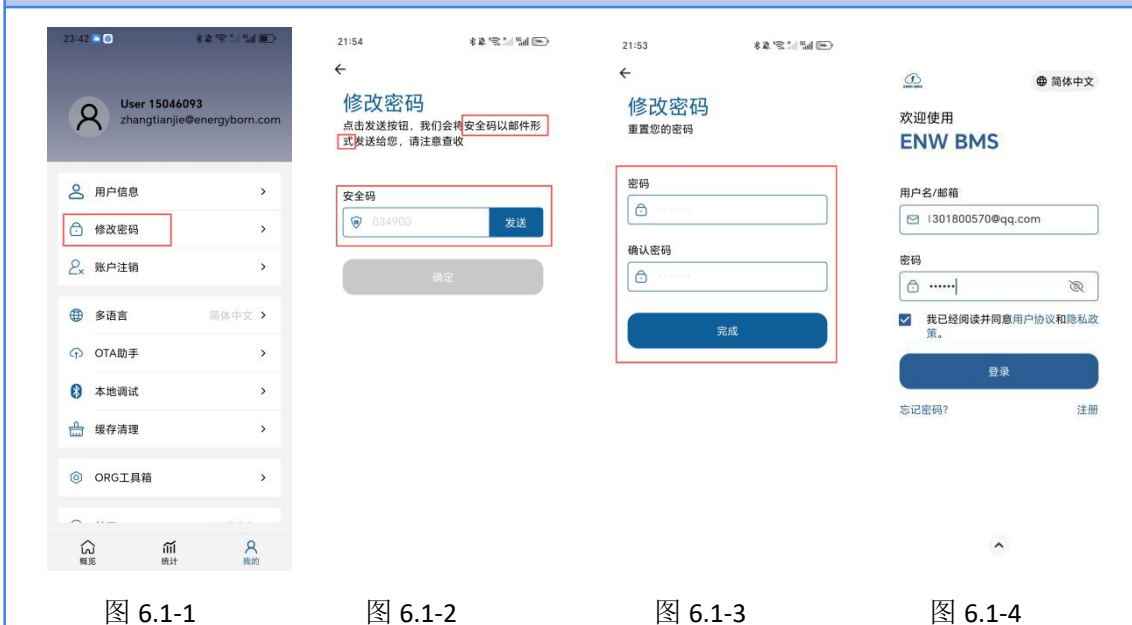 23:42
User 15046093
zhangtianjie@energyborn.com
用户信息
修改密码
账户注销
多语言 简体中文
OTA助手
本地调试
缓存清理
ORG工具箱
概览 统计 我的
图 6.1-1
21:54
修改密码
点击发送按钮，我们会将安全码以邮件形
式发送给您，请注意查收
安全码
034900 发送
确定
图 6.1-2
21:53
修改密码
重置您的密码
密码
确认密码
完成
图 6.1-3
简体中文
欢迎使用
ENW BMS
用户名/邮箱
301800570@qq.com
密码
我已经阅读并同意用户协议和隐私政
策。
登录
忘记密码? 注册
图 6.1-4